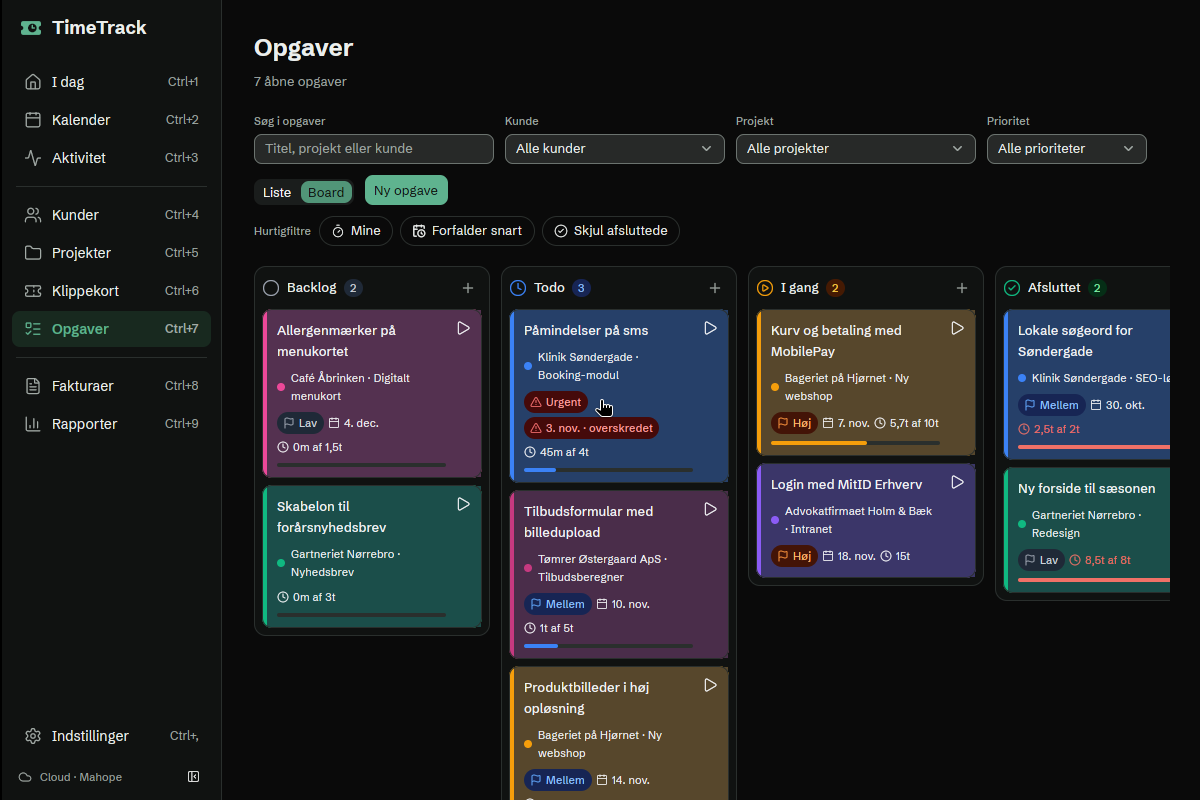 TimeTrack
I dag Ctrl+1
Kalender Ctrl+2
Aktivitet Ctrl+3
Kunder Ctrl+4
Projekter Ctrl+5
Klippekort Ctrl+6
Opgaver Ctrl+7
Fakturaer Ctrl+8
Rapporter Ctrl+9
Indstillinger Ctrl+,
Cloud · Mahope
Opgaver
7 åbne opgaver
Søg i opgaver
Titel, projekt eller kunde
Kunde
Alle kunder
Projekt
Alle projekter
Prioritet
Alle prioriteter
Liste Board Ny opgave
Hurtigfiltre Mine Forfalder snart Skjul afsluttede
Backlog 2
Allergenmærker på
menukortet
Café Åbrinken · Digitalt
menukort
Lav 4. dec.
0m af 1,5t
Skabelon til
forårsnyhedsbrev
Gartneriet Nørrebro ·
Nyhedsbrev
0m af 3t
Todo 3
Påmindelser på sms
Klinik Søndergade ·
Booking-modul
Urgent
3. nov. · overskredet
45m af 4t
Tilbudsformular med
billedupload
Tømrer Østergaard ApS ·
Tilbudsberegner
Mellem 10. nov.
1t af 5t
Produktbilleder i høj
opløsning
Bageriet på Hjørnet · Ny
webshop
Mellem 14. nov.
I gang 2
Kurv og betaling med
MobilePay
Bageriet på Hjørnet · Ny
webshop
Høj 7. nov. 5,7t af 10t
Login med MitID Erhverv
Advokatfirmaet Holm & Bæk
· Intranet
Høj 18. nov. 15t
Afsluttet 2
Lokale søgeord for
Søndergade
Klinik Søndergade · SEO-lø
Mellem 30. okt.
2,5t af 2t
Ny forside til sæsonen
Gartneriet Nørrebro ·
Redesign
Lav 8,5t af 8t